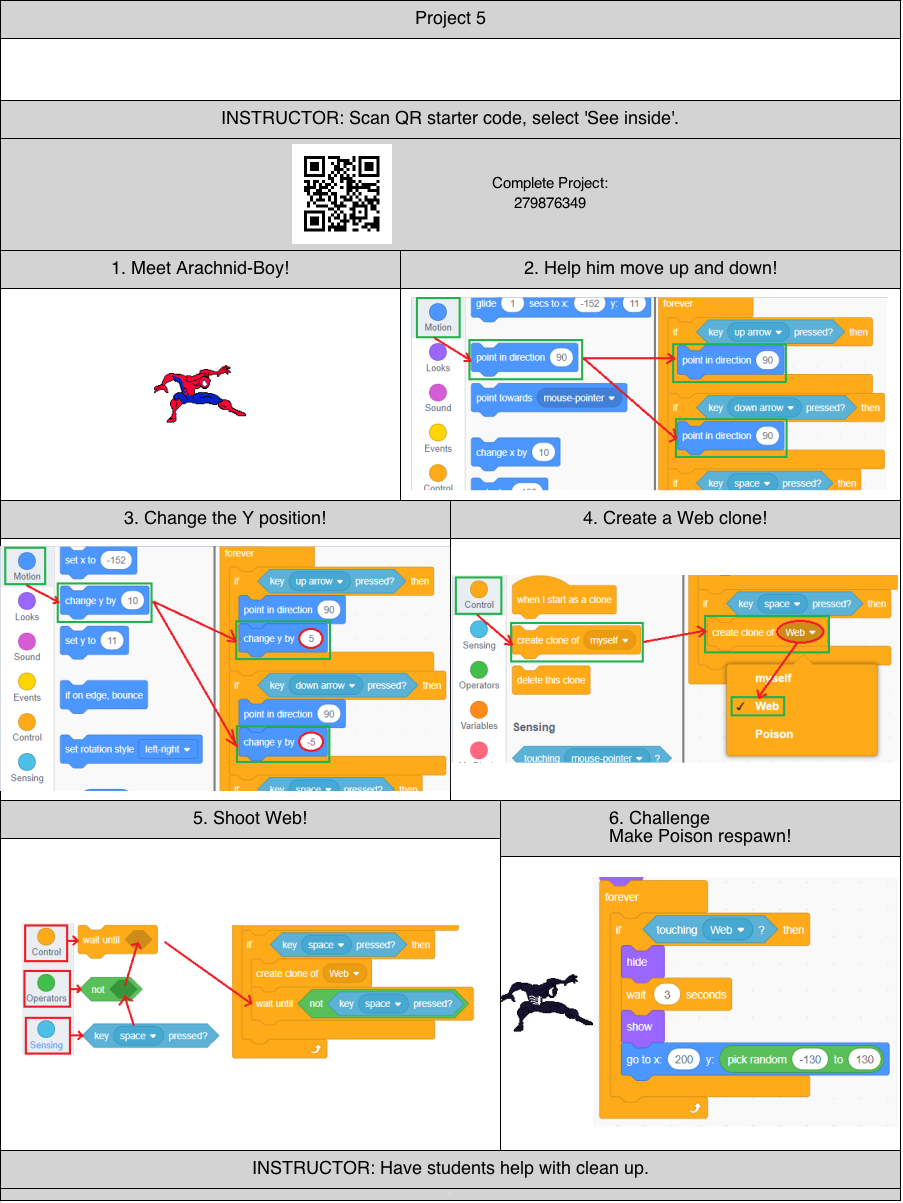 Project 5
INSTRUCTOR: Scan QR starter code, select 'See inside'.
Complete Project:
279876349
1. Meet Arachnid-Boy!
2. Help him move up and down!
Motion
Looks
Sound
Events
Control
glide 1 secs to x: -152 y: 11
point in direction 90
point towards mouse-pointer
change x by 10
forever
if key up arrow pressed? then
point in direction 90
if key down arrow pressed? then
point in direction 90
if key space pressed? then
3. Change the Y position!
Motion
Looks
Sound
Events
Control
Sensing
set x to -152
change y by 10
set y to 11
if on edge, bounce
set rotation style left-right
forever
if key up arrow pressed? then
point in direction 90
change y by 5
if key down arrow pressed? then
point in direction 90
change y by -5
if key space pressed? then
4. Create a Web clone!
Control
Sensing
Operators
Variables
when I start as a clone
create clone of myself
delete this clone
Sensing
touching mouse-pointer ?
if key space pressed? then
create clone of Web
myself
✓ Web
Poison
5. Shoot Web!
Control
wait until
Operators
not
Sensing
key space pressed?
if key space pressed? then
create clone of Web
wait until not key space pressed?
6. Challenge
Make Poison respawn!
forever
if touching Web ? then
hide
wait 3 seconds
show
go to x: 200 y: pick random -130 to 130
INSTRUCTOR: Have students help with clean up.